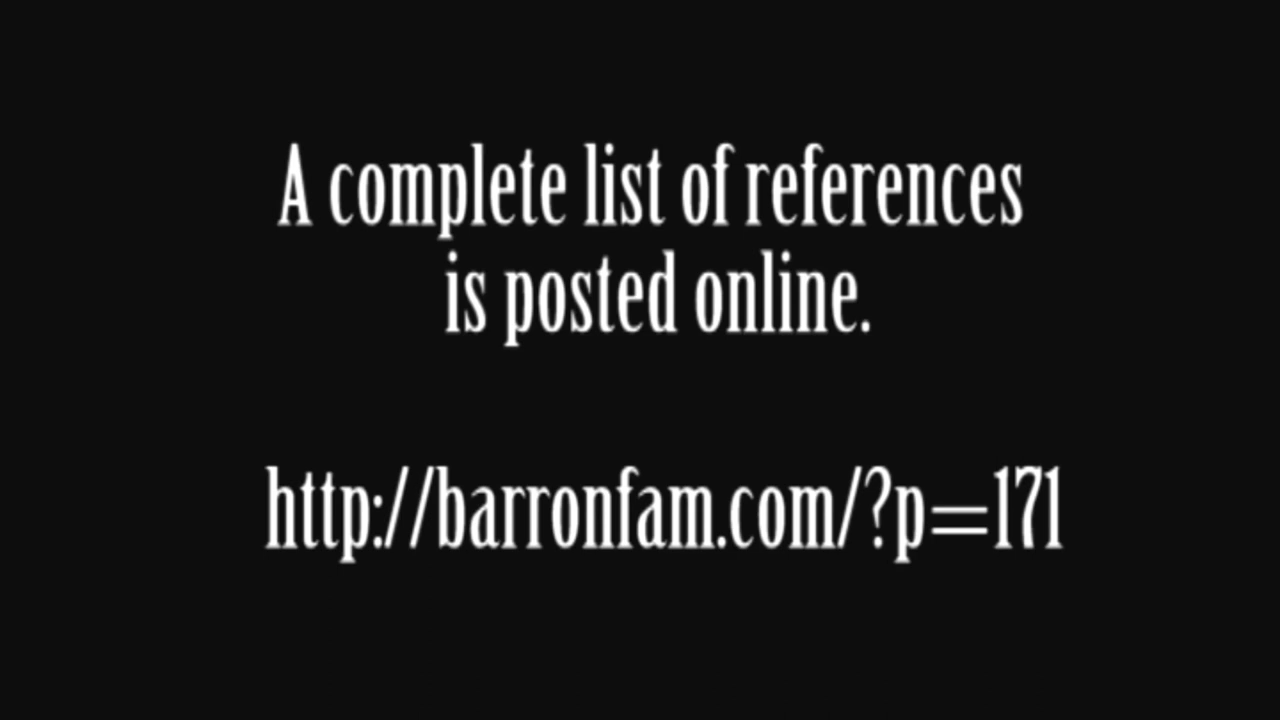 A complete list of references
is posted online.
http://barronfam.com/?p=171